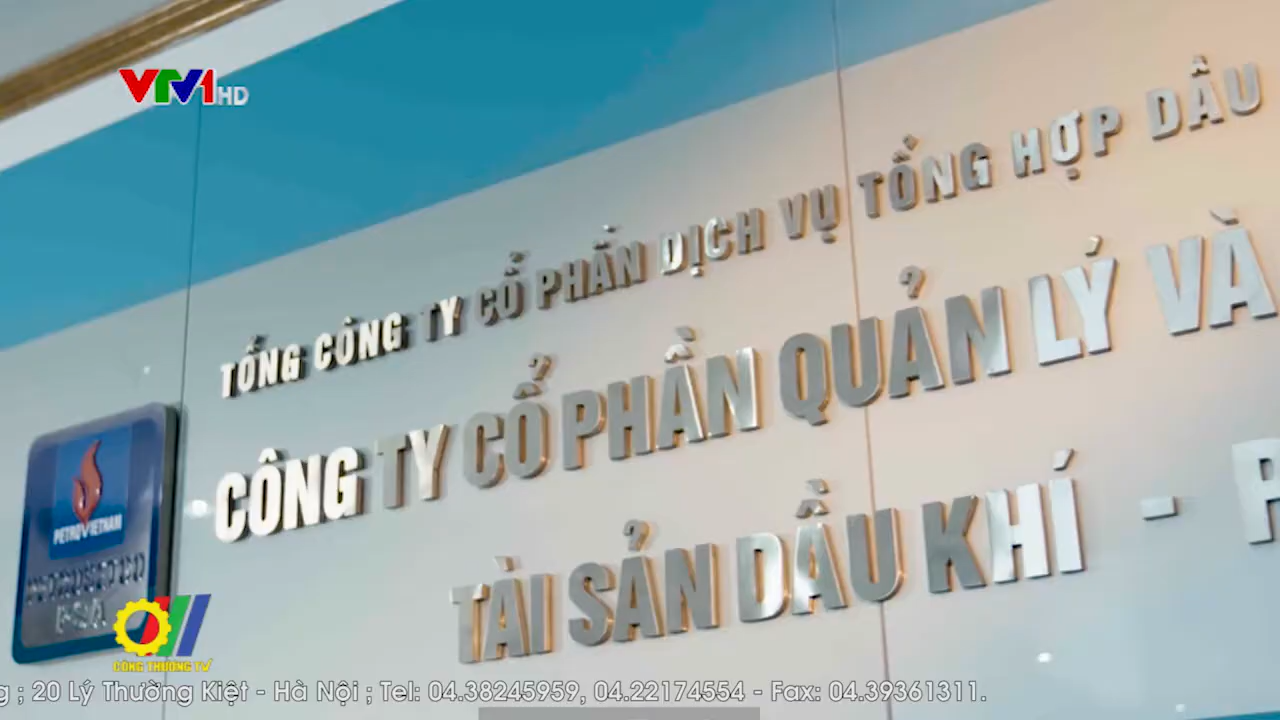 VTV1 HD
TỔNG CÔNG TY CỔ PHẦN DỊCH VỤ TỔNG HỢP DẦU
CÔNG TY CỔ PHẦN QUẢN LÝ VÀ
TÀI SẢN DẦU KHÍ -
PETROVIETNAM
CÔNG THƯƠNG TV
g ; 20 Lý Thường Kiệt - Hà Nội ; Tel: 04.38245959, 04.22174554 - Fax: 04.39361311.